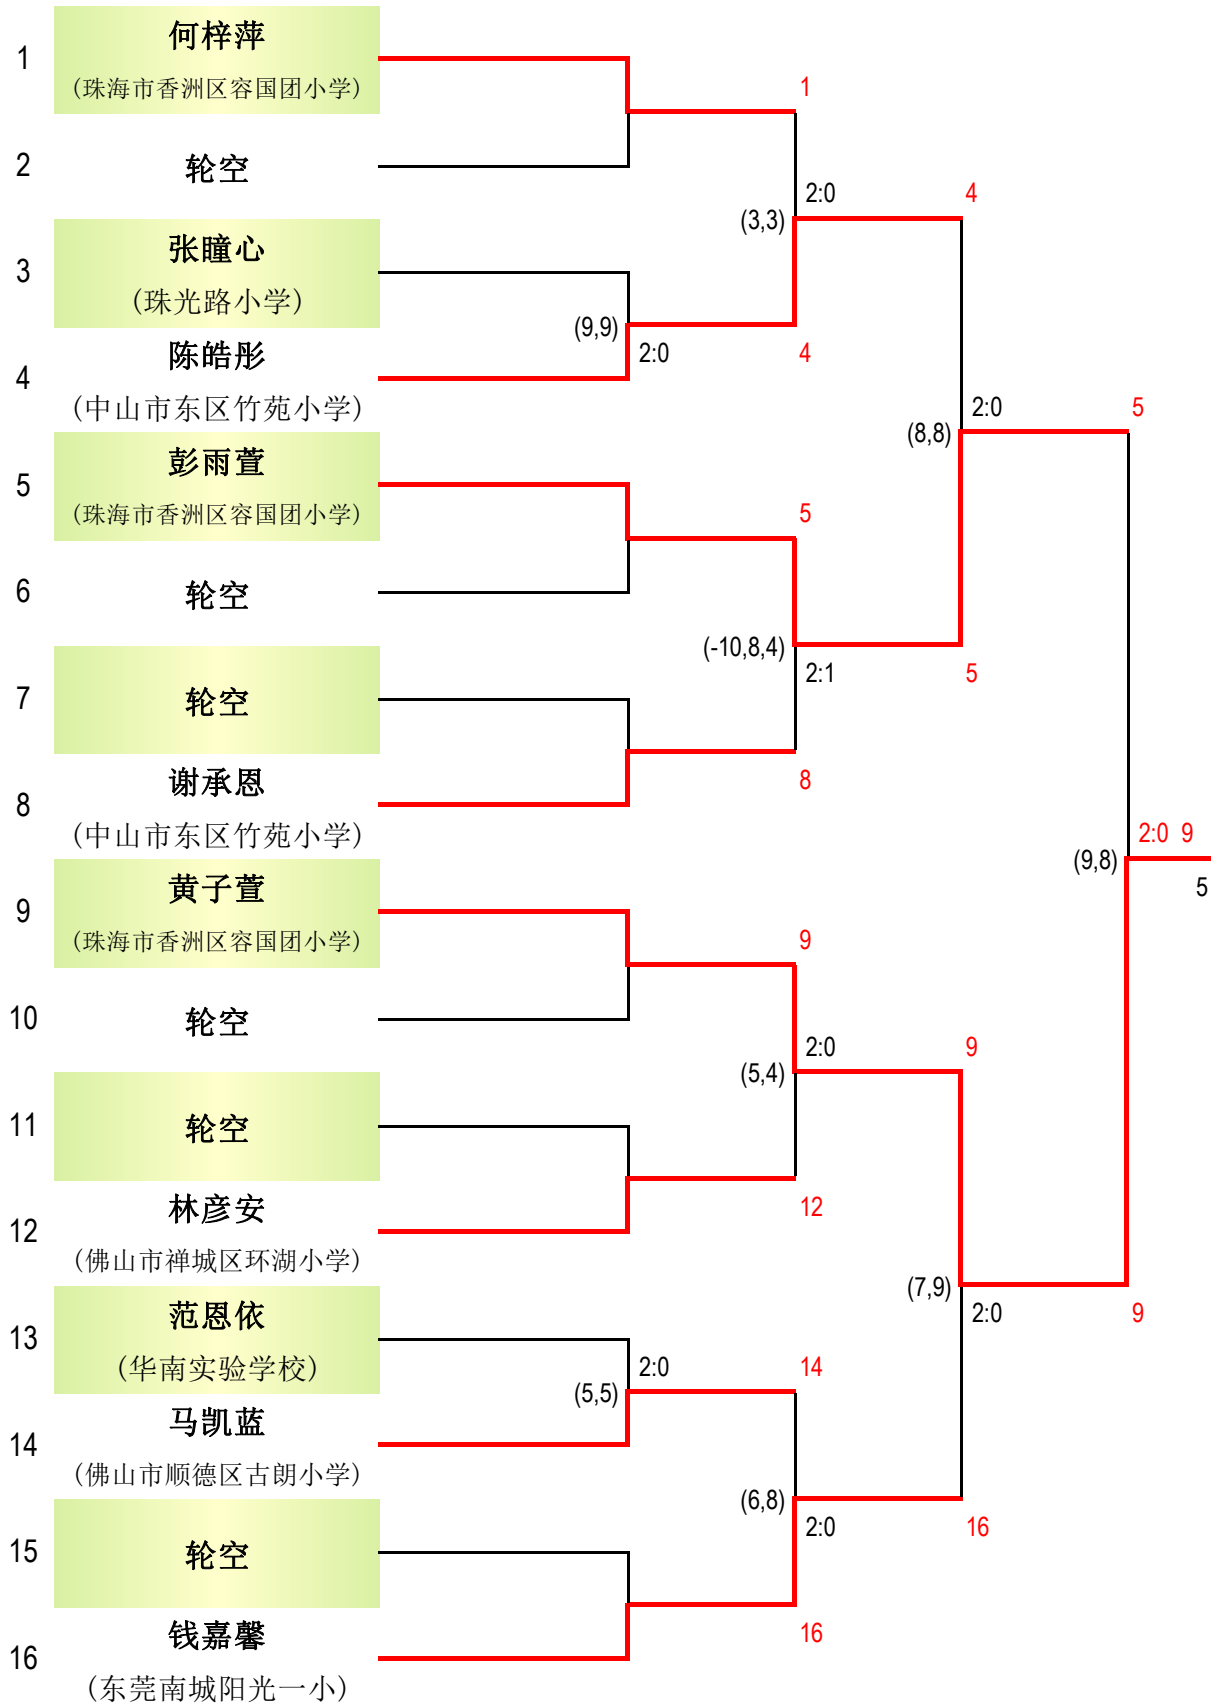 何梓萍
1
(珠海市香洲区容国团小学)
1
2
轮空
2:0
4
(3,3)
张瞳心
3
(珠光路小学)
(9,9)
2:0
4
陈皓彤
4
(中山市东区竹苑小学)
2:0
5
(8,8)
彭雨萱
5
(珠海市香洲区容国团小学)
5
6
轮空
(-10,8,4)
2:1
5
7
轮空
谢承恩
8
8
(中山市东区竹苑小学)
2:0 9
(9,8)
5
黄子萱
9
(珠海市香洲区容国团小学)
9
10
轮空
2:0
9
(5,4)
11
轮空
林彦安
12
12
(佛山市禅城区环湖小学)
(7,9)
2:0
9
范恩依
13
(华南实验学校)
2:0
14
(5,5)
马凯蓝
14
(佛山市顺德区古朗小学)
(6,8)
2:0
16
15
轮空
钱嘉馨
16
16
(东莞南城阳光一小)